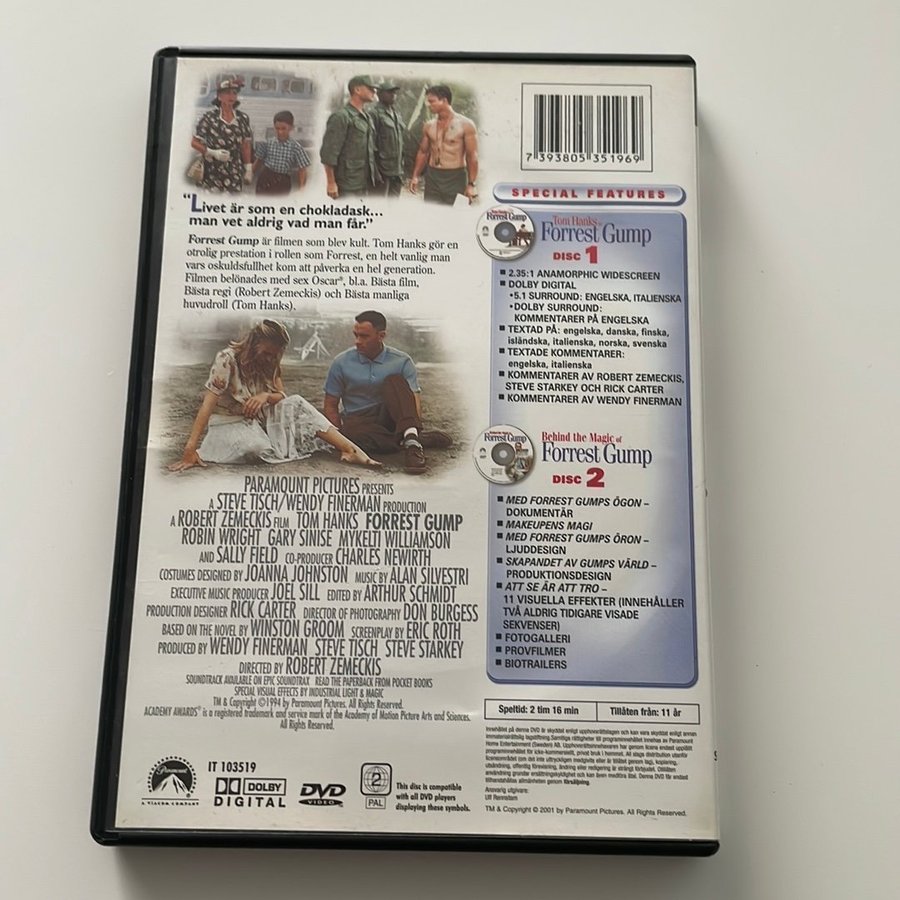 7 393805 351969
"Livet är som en chokladask...
man vet aldrig vad man får."
Forrest Gump är filmen som blev kult. Tom Hanks gör en
otrolig prestation i rollen som Forrest, en helt vanlig man
vars oskuldsfullhet kom att påverka en hel generation.
Filmen belönades med sex Oscar®, bl.a. Bästa film,
Bästa regi (Robert Zemeckis) och Bästa manliga
huvudroll (Tom Hanks).
PARAMOUNT PICTURES PRESENTS
A STEVE TISCH/WENDY FINERMAN PRODUCTION
A ROBERT ZEMECKIS FILM TOM HANKS FORREST GUMP
ROBIN WRIGHT GARY SINISE MYKELTI WILLIAMSON
AND SALLY FIELD CO-PRODUCER CHARLES NEWIRTH
COSTUMES DESIGNED BY JOANNA JOHNSTON MUSIC BY ALAN SILVESTRI
EXECUTIVE MUSIC PRODUCER JOEL SILL EDITED BY ARTHUR SCHMIDT
PRODUCTION DESIGNER RICK CARTER DIRECTOR OF PHOTOGRAPHY DON BURGESS
BASED ON THE NOVEL BY WINSTON GROOM SCREENPLAY BY ERIC ROTH
PRODUCED BY WENDY FINERMAN STEVE TISCH STEVE STARKEY
DIRECTED BY ROBERT ZEMECKIS
SOUNDTRACK AVAILABLE ON EPIC SOUNDTRAX READ THE PAPERBACK FROM POCKET BOOKS
SPECIAL VISUAL EFFECTS BY INDUSTRIAL LIGHT & MAGIC
TM & Copyright ©1994 by Paramount Pictures. All Rights Reserved.
ACADEMY AWARDS® is a registered trademark and service mark of the Academy of Motion Picture Arts and Sciences.
All Rights Reserved.
SPECIAL FEATURES
Tom Hanks is
Forrest Gump
DISC 1
2.35:1 ANAMORPHIC WIDESCREEN
DOLBY DIGITAL
•5.1 SURROUND: ENGELSKA, ITALIENSKA
•DOLBY SURROUND:
KOMMENTARER PÅ ENGELSKA
TEXTAD PÅ: engelska, danska, finska,
isländska, italienska, norska, svenska
TEXTADE KOMMENTARER:
engelska, italienska
KOMMENTARER AV ROBERT ZEMECKIS,
STEVE STARKEY OCH RICK CARTER
KOMMENTARER AV WENDY FINERMAN
Behind the Magic of
Forrest Gump
DISC 2
MED FORREST GUMPS ÖGON –
DOKUMENTÄR
MAKEUPENS MAGI
MED FORREST GUMPS ÖRON –
LJUDDESIGN
SKAPANDET AV GUMPS VÄRLD –
PRODUKTIONSDESIGN
ATT SE ÄR ATT TRO –
11 VISUELLA EFFEKTER (INNEHÅLLER
TVÅ ALDRIG TIDIGARE VISADE
SEKVENSER)
FOTOGALLERI
PROVFILMER
BIOTRAILERS
Speltid: 2 tim 16 min
Tillåten från: 11 år
Ansvarig utgivare:
Ulf Rennstam
TM & Copyright © 2001 by Paramount Pictures. All Rights Reserved.
Paramount
A VIACOM COMPANY
IT 103519
DOLBY
DIGITAL
DVD
VIDEO
2
PAL
This disc is compatible
with all DVD players
displaying these symbols.